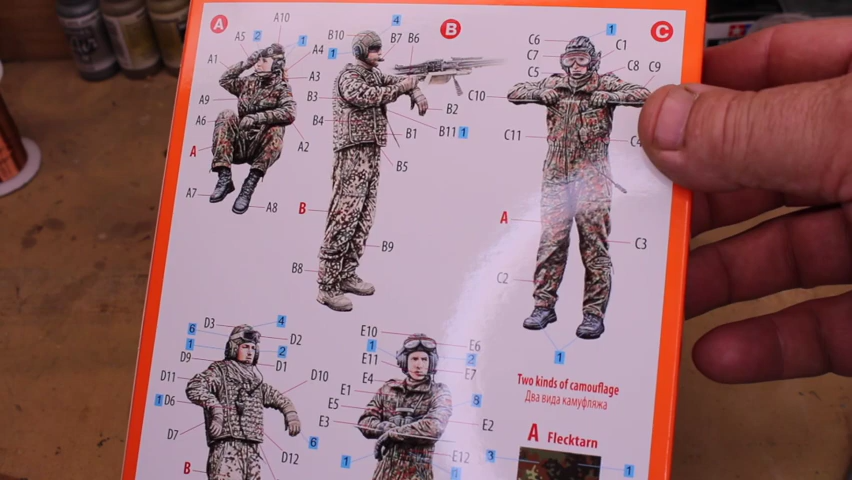 A
A10
A5
2
1
A4
A1
A3
A9
A6
A
A2
A7
A8
4
B10
B7
B6
B
1
B3
B2
B4
B1
B11 1
B5
B
B9
B8
C
1
C6
C1
C7
C8
C5
C9
C10
C11
A
C3
C2
1
D3
4
6
D2
1
2
D9
D1
D11
D10
1 D6
D7
6
D12
B
E10
E6
1
2
E11
E7
E4
E1
8
E5
E3
E2
1
E12
Two kinds of camouflage
Два вида камуфляжа
A Flecktarn
3
1